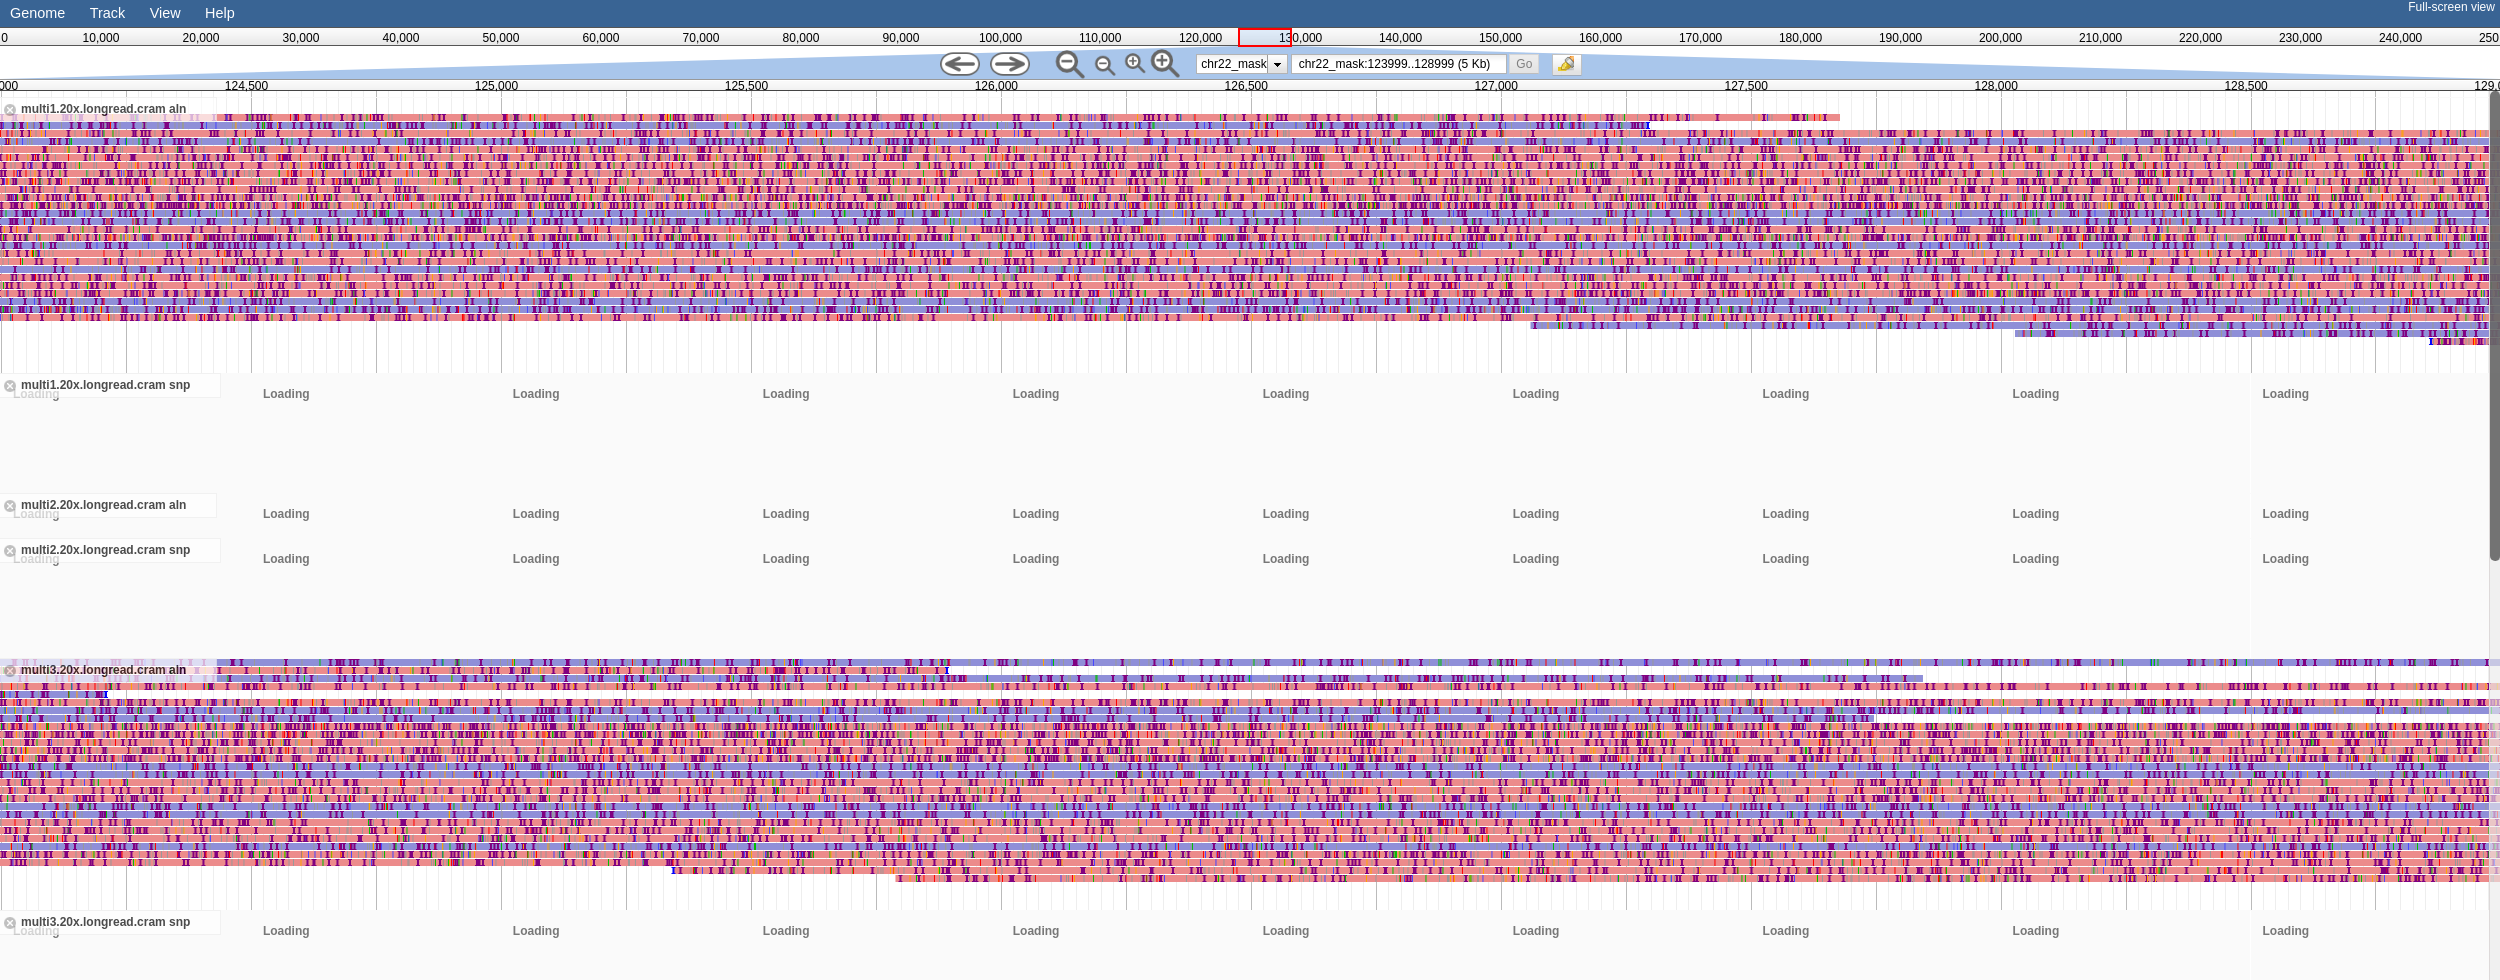 Genome Track View Help Full-screen view
0 10,000 20,000 30,000 40,000 50,000 60,000 70,000 80,000 90,000 100,000 110,000 120,000 130,000 140,000 150,000 160,000 170,000 180,000 190,000 200,000 210,000 220,000 230,000 240,000 250
chr22_mask chr22_mask:123999..128999 (5 Kb) Go
000 124,500 125,000 125,500 126,000 126,500 127,000 127,500 128,000 128,500 129,0
multi1.20x.longread.cram aln
multi1.20x.longread.cram snp
Loading Loading Loading Loading Loading Loading Loading Loading Loading Loading
multi2.20x.longread.cram aln
Loading Loading Loading Loading Loading Loading Loading Loading Loading Loading
multi2.20x.longread.cram snp
Loading Loading Loading Loading Loading Loading Loading Loading Loading Loading
multi3.20x.longread.cram aln
multi3.20x.longread.cram snp
Loading Loading Loading Loading Loading Loading Loading Loading Loading Loading